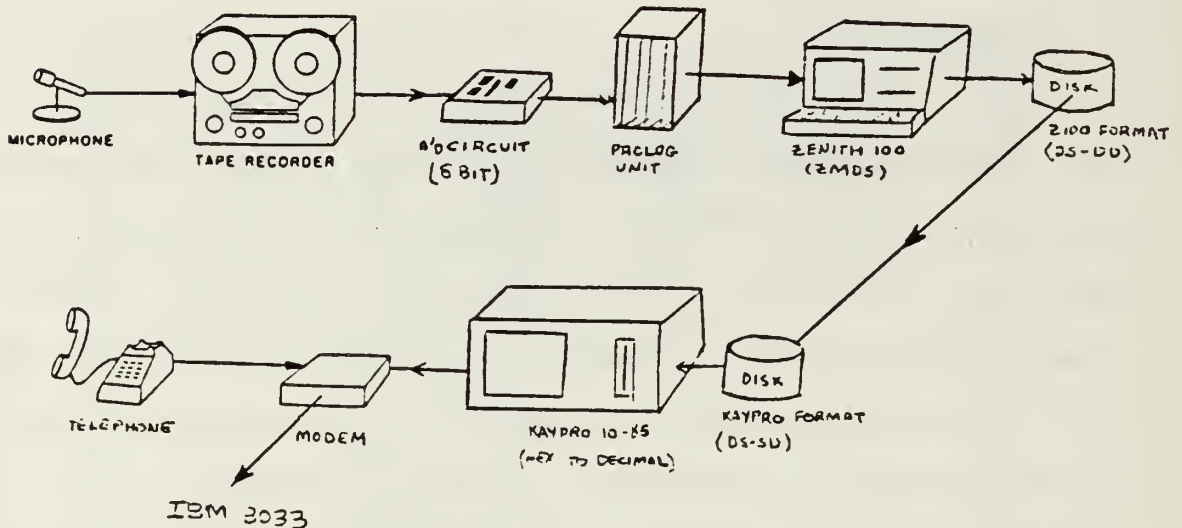 MICROPHONE
TAPE RECORDER
A/D CIRCUIT
(8 BIT)
PROLOG
UNIT
ZENITH 100
(ZMDS)
DISK
Z100 FORMAT
(DS-DD)
TELEPHONE
MODEM
KAYPRO 10-85
(HEX TO DECIMAL)
DISK
KAYPRO FORMAT
(DS-SD)
IBM 3033